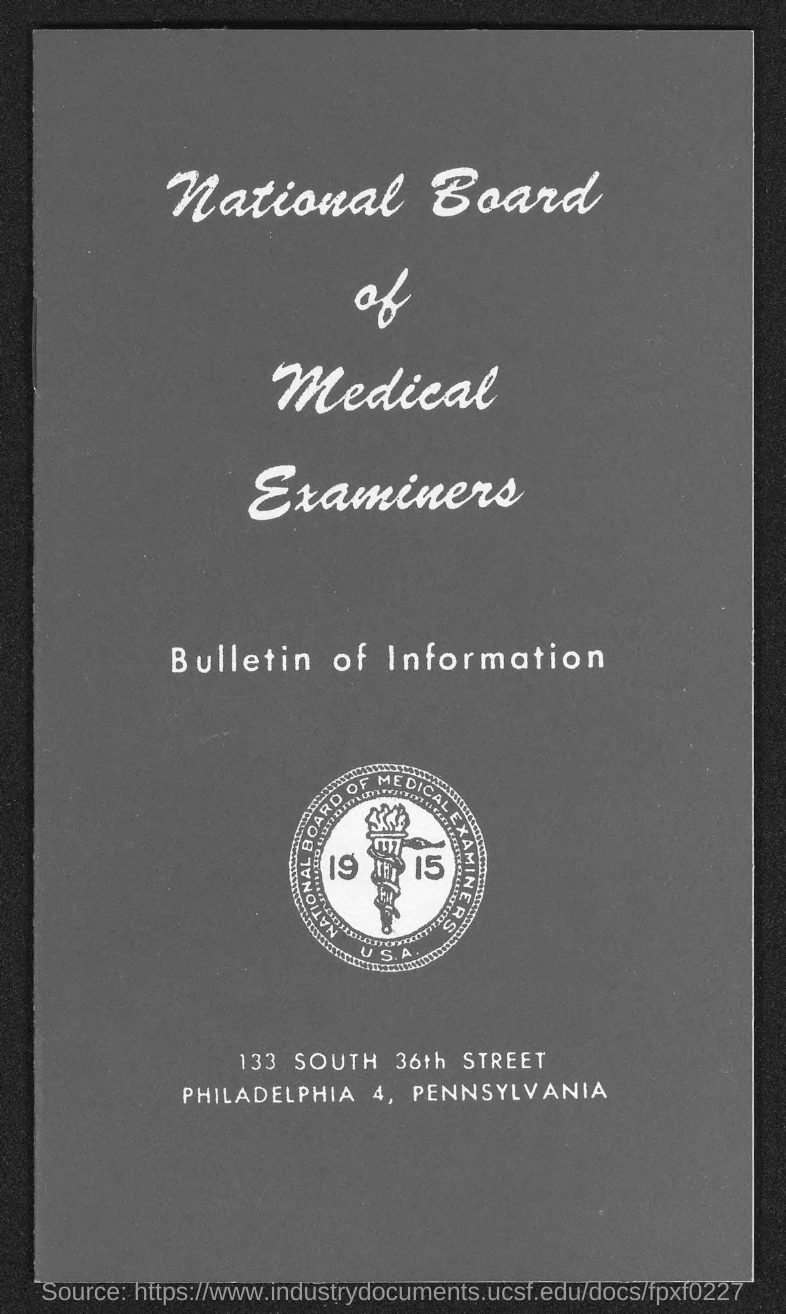 National Board
of
Medical
Examiners
Bulletin of Information
NATIONAL BOARD OF MEDICAL EXAMINERS
19 15
U.S.A.
133 SOUTH 36th STREET
PHILADELPHIA 4, PENNSYLVANIA
Source: https://www.industrydocuments.ucsf.edu/docs/fpxf0227